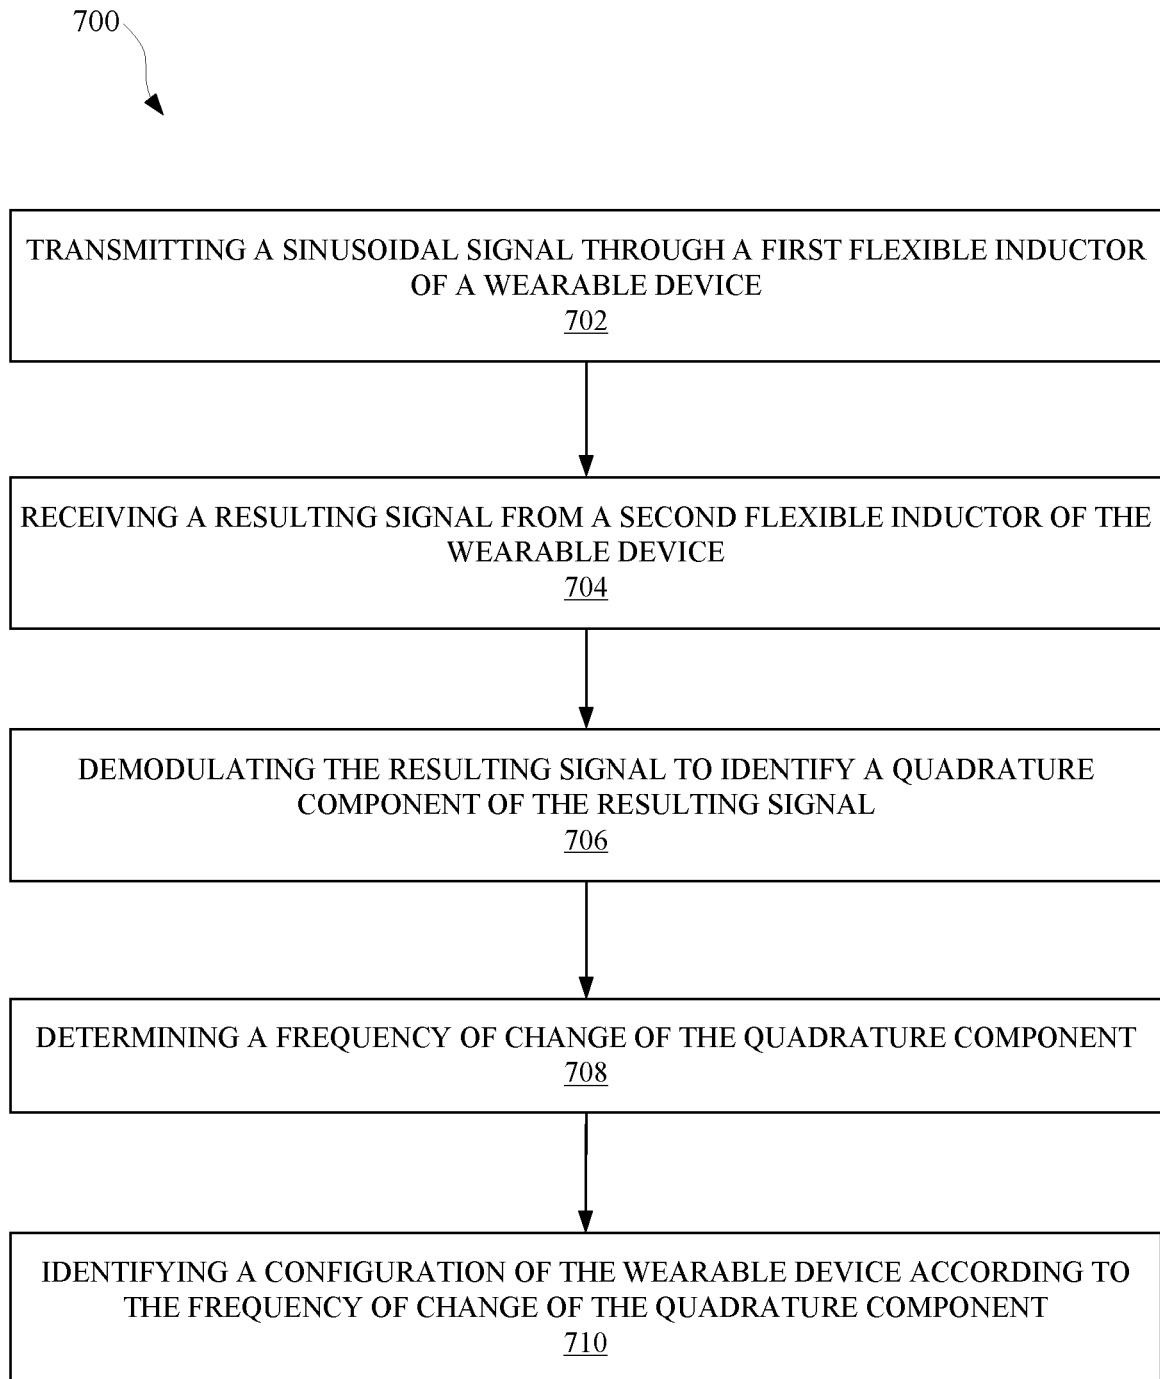 700
TRANSMITTING A SINUSOIDAL SIGNAL THROUGH A FIRST FLEXIBLE INDUCTOR
OF A WEARABLE DEVICE
702
RECEIVING A RESULTING SIGNAL FROM A SECOND FLEXIBLE INDUCTOR OF THE
WEARABLE DEVICE
704
DEMODULATING THE RESULTING SIGNAL TO IDENTIFY A QUADRATURE
COMPONENT OF THE RESULTING SIGNAL
706
DETERMINING A FREQUENCY OF CHANGE OF THE QUADRATURE COMPONENT
708
IDENTIFYING A CONFIGURATION OF THE WEARABLE DEVICE ACCORDING TO
THE FREQUENCY OF CHANGE OF THE QUADRATURE COMPONENT
710